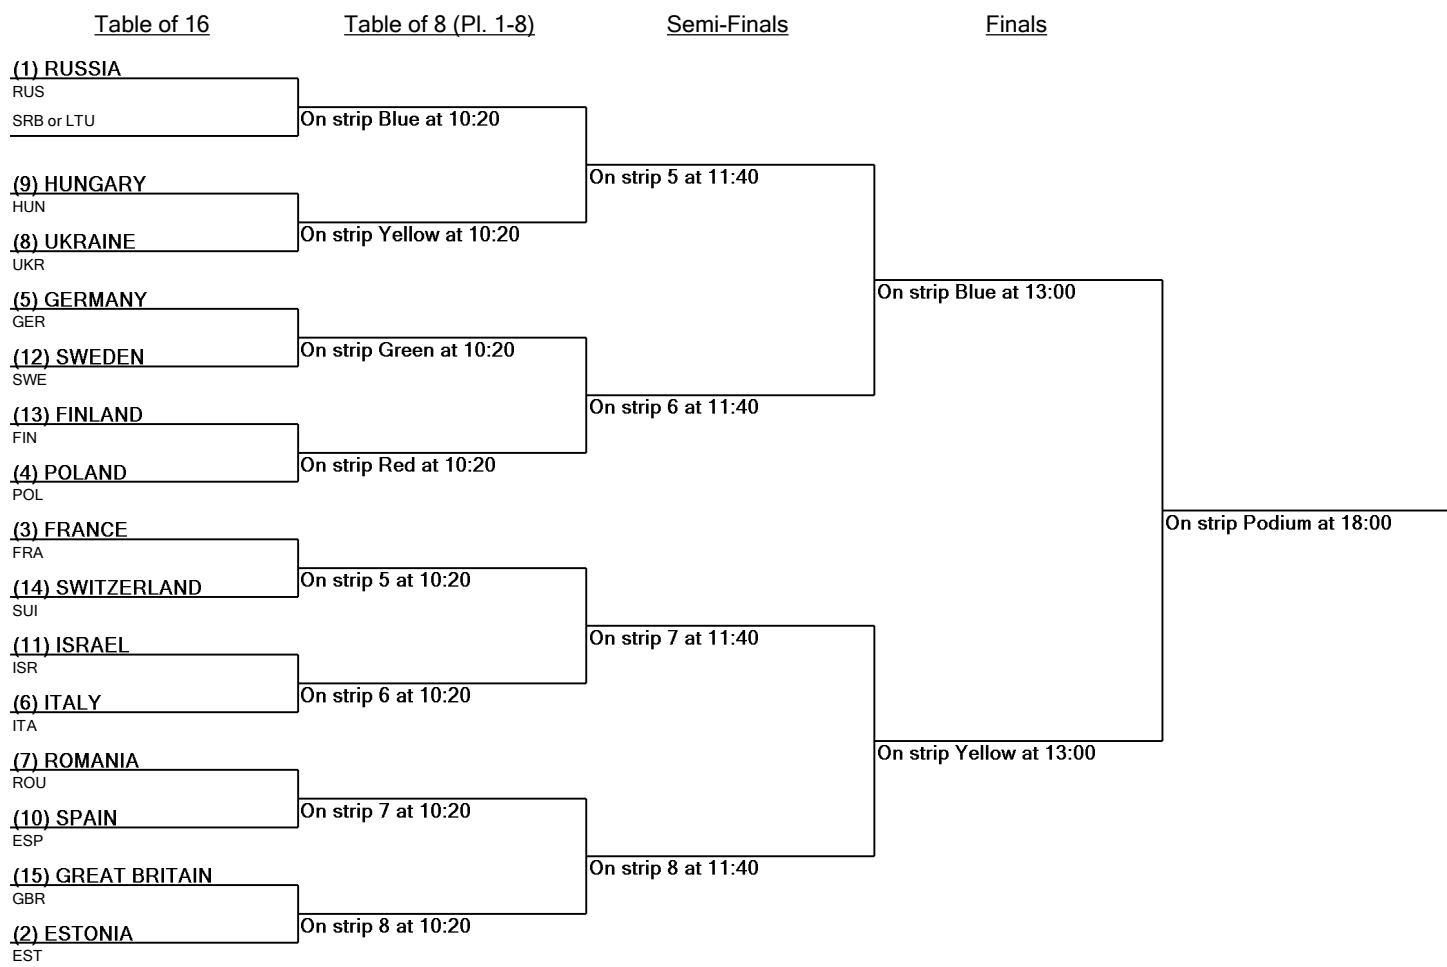 Table of 16
Table of 8 (Pl. 1-8)
Semi-Finals
Finals
(1) RUSSIA
RUS
SRB or LTU
On strip Blue at 10:20
On strip 5 at 11:40
(9) HUNGARY
HUN
On strip Yellow at 10:20
(8) UKRAINE
UKR
On strip Blue at 13:00
(5) GERMANY
GER
On strip Green at 10:20
(12) SWEDEN
SWE
On strip 6 at 11:40
(13) FINLAND
FIN
On strip Red at 10:20
(4) POLAND
POL
On strip Podium at 18:00
(3) FRANCE
FRA
On strip 5 at 10:20
(14) SWITZERLAND
SUI
On strip 7 at 11:40
(11) ISRAEL
ISR
On strip 6 at 10:20
(6) ITALY
ITA
On strip Yellow at 13:00
(7) ROMANIA
ROU
On strip 7 at 10:20
(10) SPAIN
ESP
On strip 8 at 11:40
(15) GREAT BRITAIN
GBR
On strip 8 at 10:20
(2) ESTONIA
EST